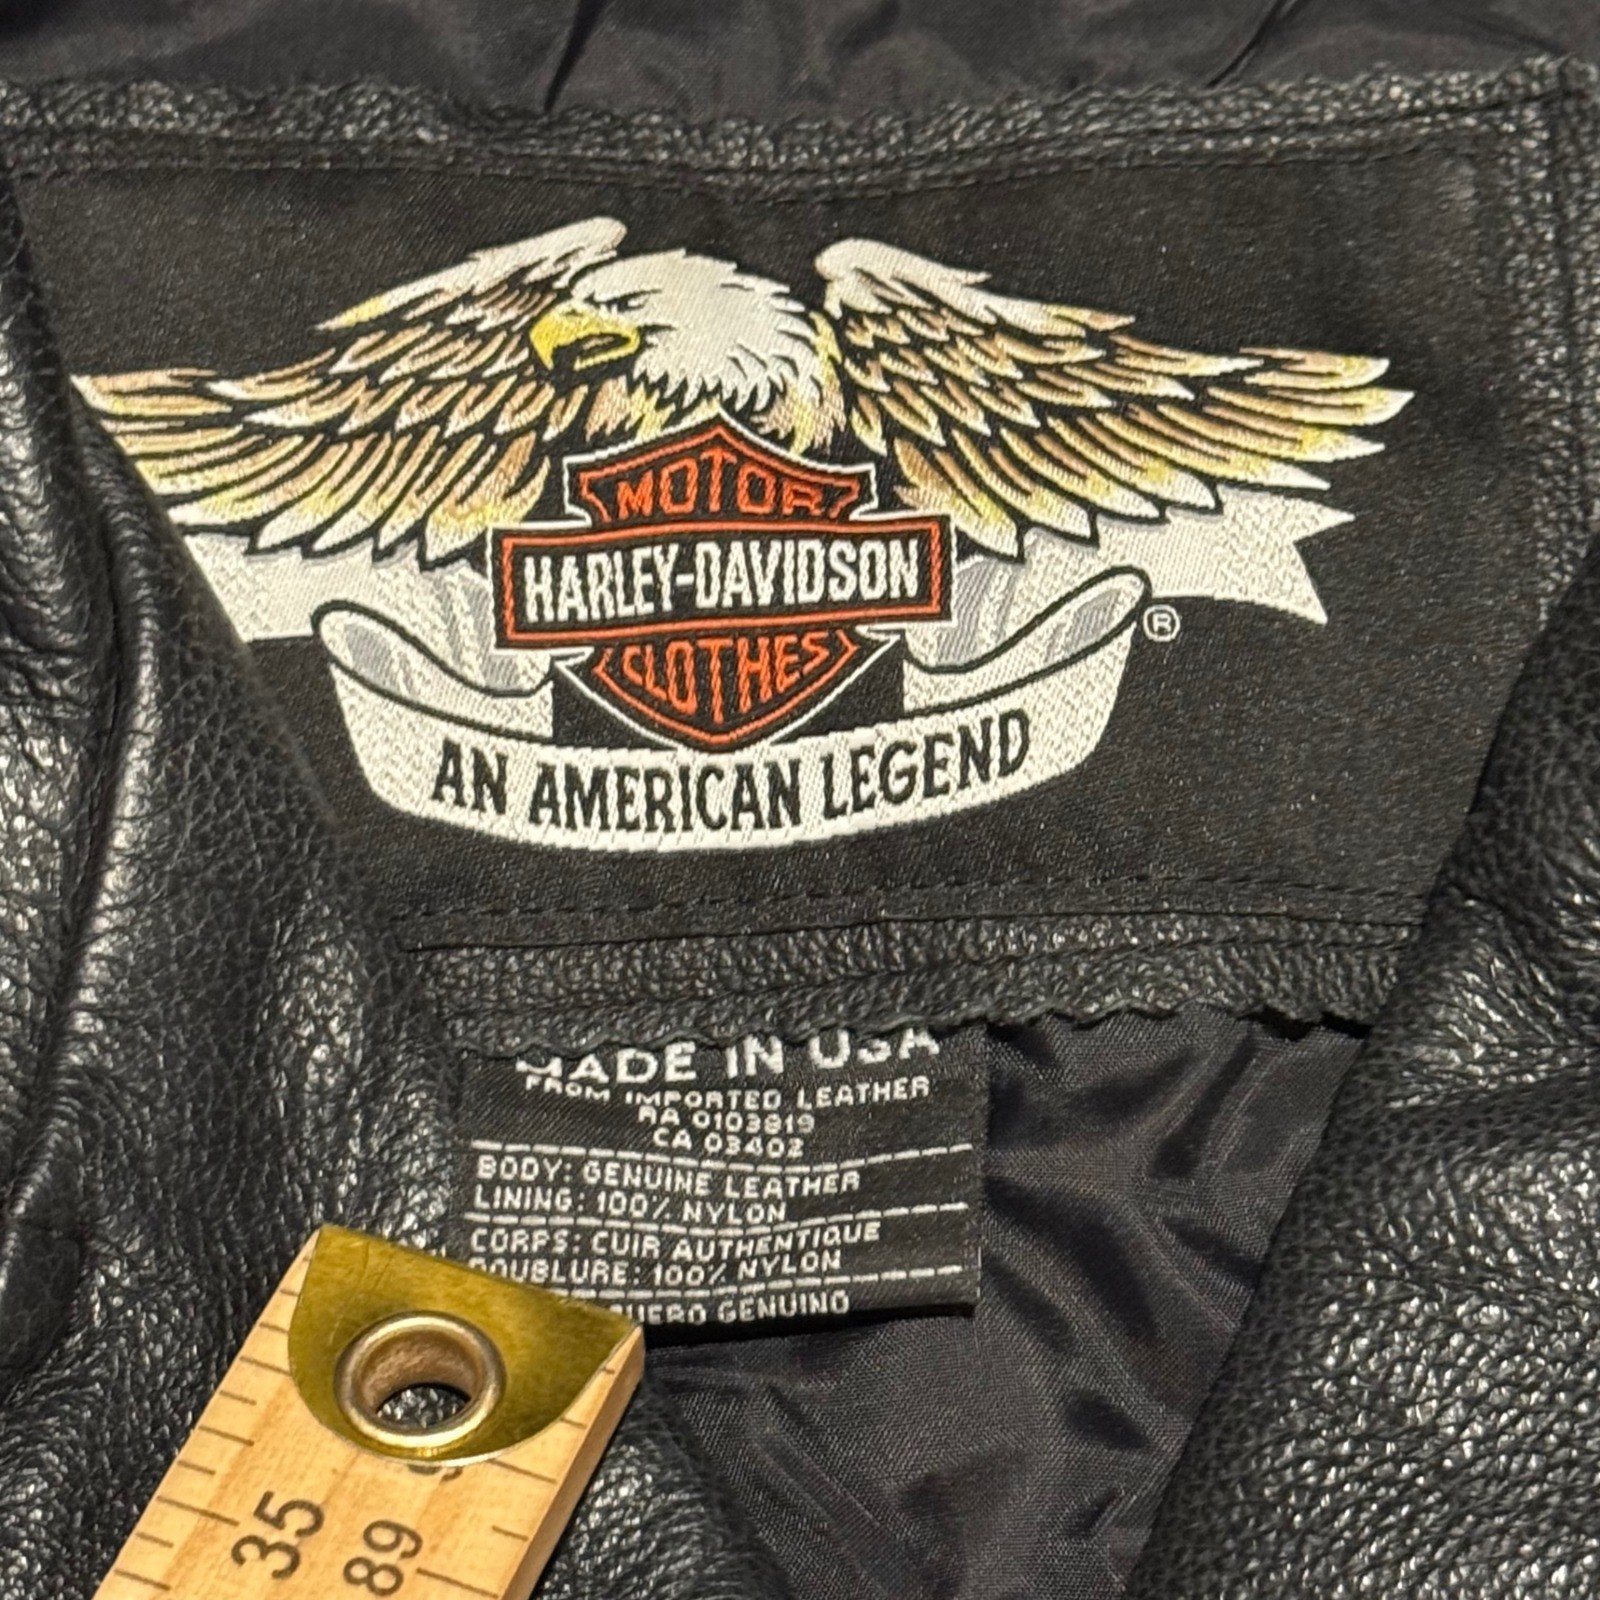 MOTOR
HARLEY-DAVIDSON
CLOTHES
®
AN AMERICAN LEGEND
MADE IN USA
FROM IMPORTED LEATHER
RA 0103819
CA 03402
BODY: GENUINE LEATHER
LINING: 100% NYLON
CORPS: CUIR AUTHENTIQUE
DOUBLURE: 100% NYLON
GENUINO
35
89